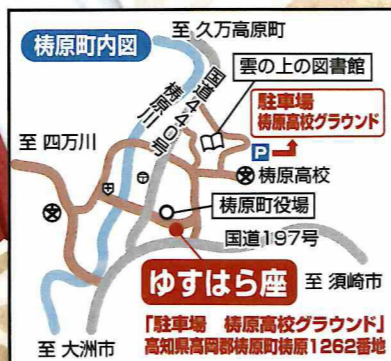 梼原町内図
至 久万高原町
国道440号
梼原川
雲の上の図書館
駐車場
梼原高校グラウンド
P
至 四万川
梼原高校
梼原町役場
国道197号
ゆすはら座
至 須崎市
至 大洲市
「駐車場 梼原高校グラウンド」
高知県高岡郡梼原町梼原1262番地